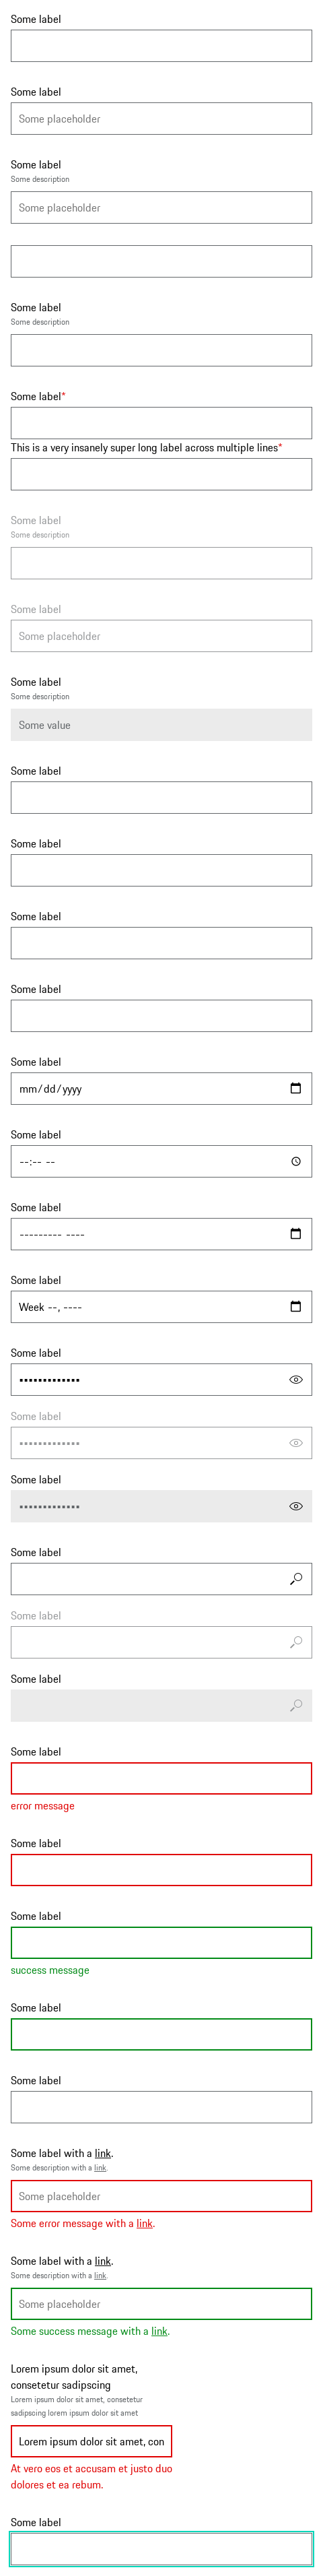 Some label
Some label
Some placeholder
Some label
Some description
Some placeholder
Some label
Some description
Some label*
This is a very insanely super long label across multiple lines*
Some label
Some description
Some label
Some placeholder
Some label
Some description
Some value
Some label
Some label
Some label
Some label
Some label
mm/dd/yyyy
Some label
--:-- --
Some label
--------- ----
Some label
Week --, ----
Some label
•••••••••••••
Some label
•••••••••••••
Some label
•••••••••••••
Some label
Some label
Some label
Some label
error message
Some label
Some label
success message
Some label
Some label
Some label with a link.
Some description with a link.
Some placeholder
Some error message with a link.
Some label with a link.
Some description with a link.
Some placeholder
Some success message with a link.
Lorem ipsum dolor sit amet,
consetetur sadipscing
Lorem ipsum dolor sit amet, consetetur
sadipscing lorem ipsum dolor sit amet
Lorem ipsum dolor sit amet, con
At vero eos et accusam et justo duo
dolores et ea rebum.
Some label